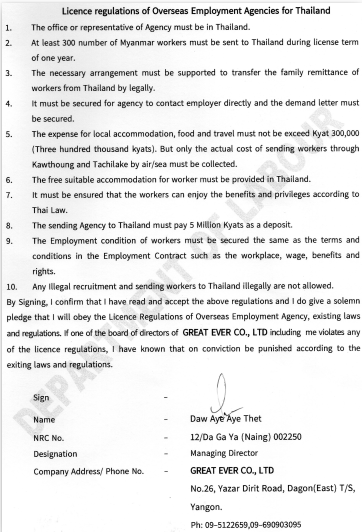 Licence regulations of Overseas Employment Agencies for Thailand
1. The office or representative of Agency must be in Thailand.
2. At least 300 number of Myanmar workers must be sent to Thailand during license term
of one year.
3. The necessary arrangement must be supported to transfer the family remittance of
workers from Thailand by legally.
4. It must be secured for agency to contact employer directly and the demand letter must
be secured.
5. The expense for local accommodation, food and travel must not be exceed Kyat 300,000
(Three hundred thousand kyats). But only the actual cost of sending workers through
Kawthoung and Tachilake by air/sea must be collected.
6. The free suitable accommodation for worker must be provided in Thailand.
7. It must be ensured that the workers can enjoy the benefits and privileges according to
Thai Law.
8. The sending Agency to Thailand must pay 5 Million Kyats as a deposit.
9. The Employment condition of workers must be secured the same as the terms and
conditions in the Employment Contract such as the workplace, wage, benefits and
rights.
10. Any Illegal recruitment and sending workers to Thailand illegally are not allowed.
By Signing, I confirm that I have read and accept the above regulations and I do give a solemn
pledge that I will obey the Licence Regulations of Overseas Employment Agency, existing laws
and regulations. If one of the board of directors of GREAT EVER CO., LTD including me violates any
of the licence regulations, I have known that on conviction be punished according to the
exiting laws and regulations.
Sign -
Name - Daw Aye Aye Thet
NRC No. - 12/Da Ga Ya (Naing) 002250
Designation - Managing Director
Company Address/ Phone No. - GREAT EVER CO., LTD
No.26, Yazar Dirit Road, Dagon(East) T/S,
Yangon.
Ph: 09-5122659,09-690903095
DEPARTMENT OF LABOUR